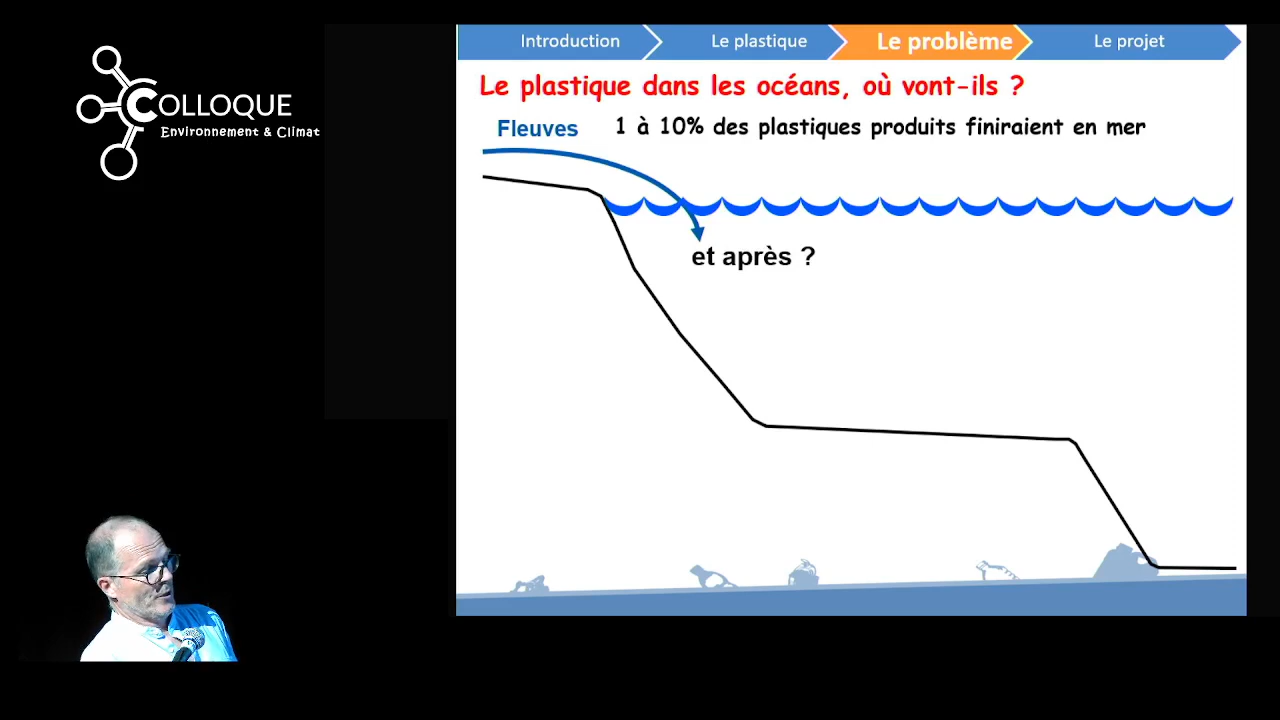 COLLOQUE
Environnement & Climat
Introduction
Le plastique
Le problème
Le projet
Le plastique dans les océans, où vont-ils ?
Fleuves
1 à 10% des plastiques produits finiraient en mer
et après ?